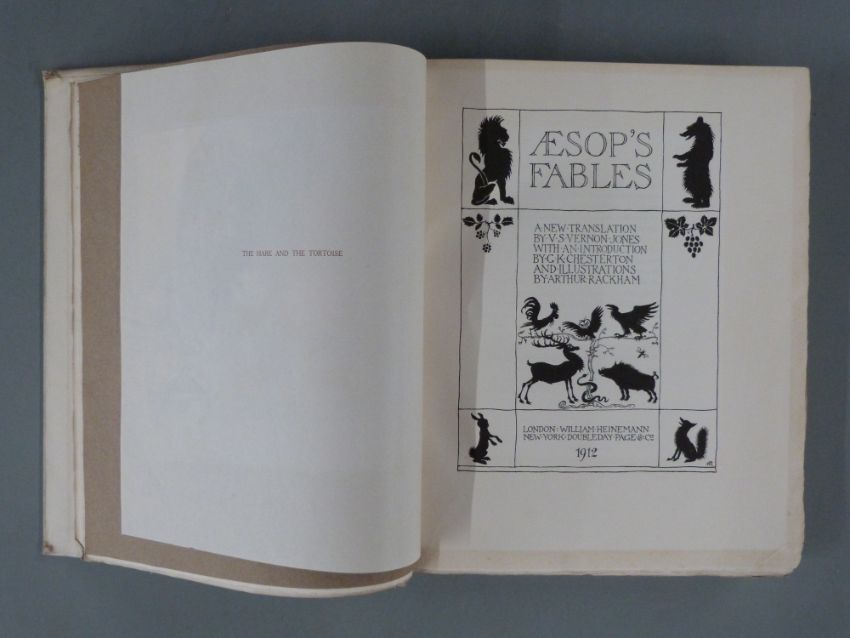 THE HARE AND THE TORTOISE
ÆSOP'S
FABLES
A·NEW·TRANSLATION
BY·V·S·VERNON·JONES
WITH·AN·INTRODUCTION
BY·G·K·CHESTERTON
AND ILLUSTRATIONS
BY·ARTHUR·RACKHAM
LONDON:WILLIAM·HEINEMANN
NEW·YORK:DOUBLEDAY·PAGE&Cº
1912